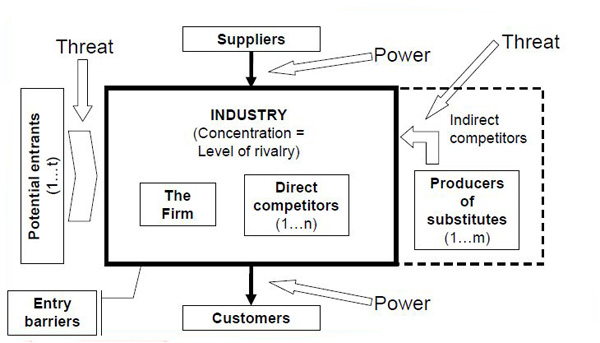 Suppliers
Threat
Power
Threat
INDUSTRY
(Concentration =
Level of rivalry)
Indirect
competitors
Potential entrants
(1...t)
The
Firm
Direct
competitors
(1...n)
Producers
of
substitutes
(1...m)
Entry
barriers
Power
Customers